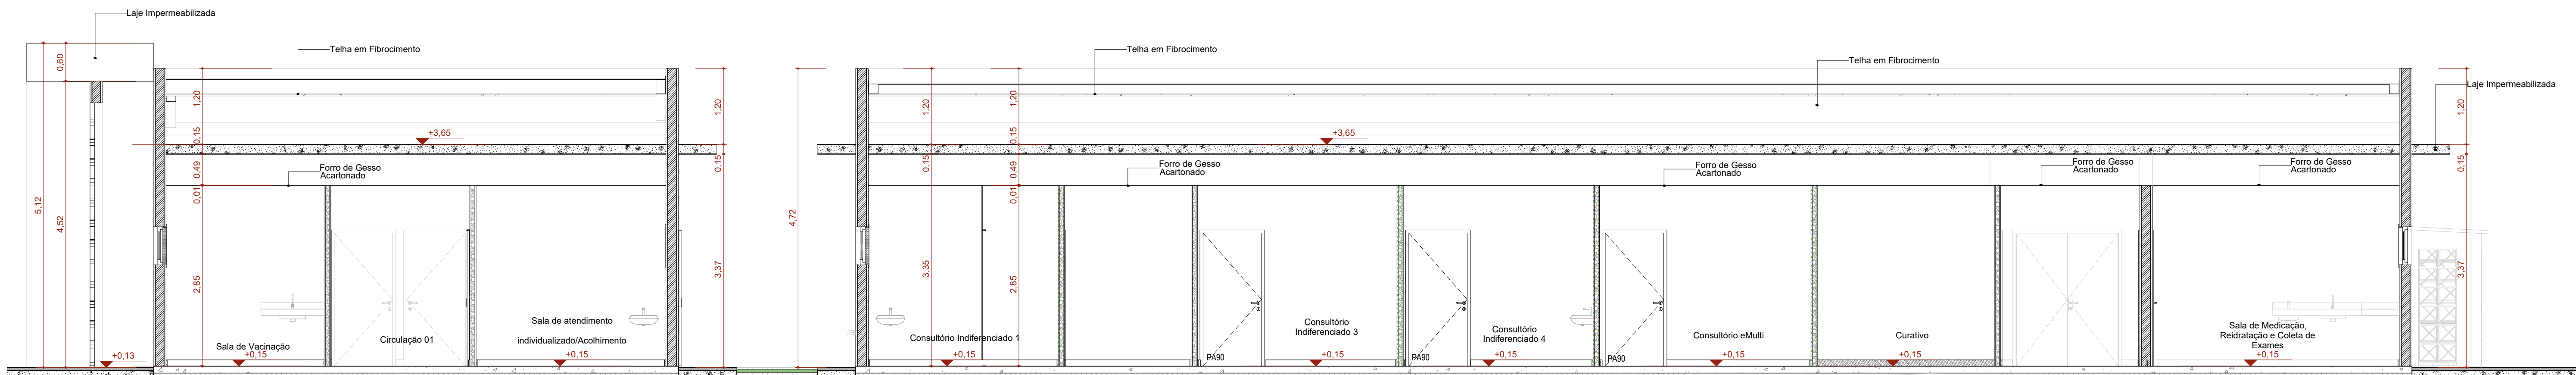 Laje Impermeabilizada
Telha em Fibrocimento
Telha em Fibrocimento
Telha em Fibrocimento
Laje Impermeabilizada
0,60
5,12
4,52
1,20
0,15
0,49
0,01
2,85
+3,65
1,20
0,15
3,37
4,72
1,20
0,15
3,35
1,20
0,15
0,49
0,01
2,85
+3,65
1,20
0,15
3,37
Forro de Gesso
Acartonado
Forro de Gesso
Acartonado
Forro de Gesso
Acartonado
Forro de Gesso
Acartonado
Forro de Gesso
Acartonado
+0,13
Sala de Vacinação
+0,15
Circulação 01
Sala de atendimento
individualizado/Acolhimento
+0,15
Consultório Indiferenciado 1
+0,15
PA90
Consultório
Indiferenciado 3
+0,15
PA90
Consultório
Indiferenciado 4
+0,15
PA90
Consultório eMulti
+0,15
Curativo
+0,15
Sala de Medicação,
Reidratação e Coleta de
Exames
+0,15